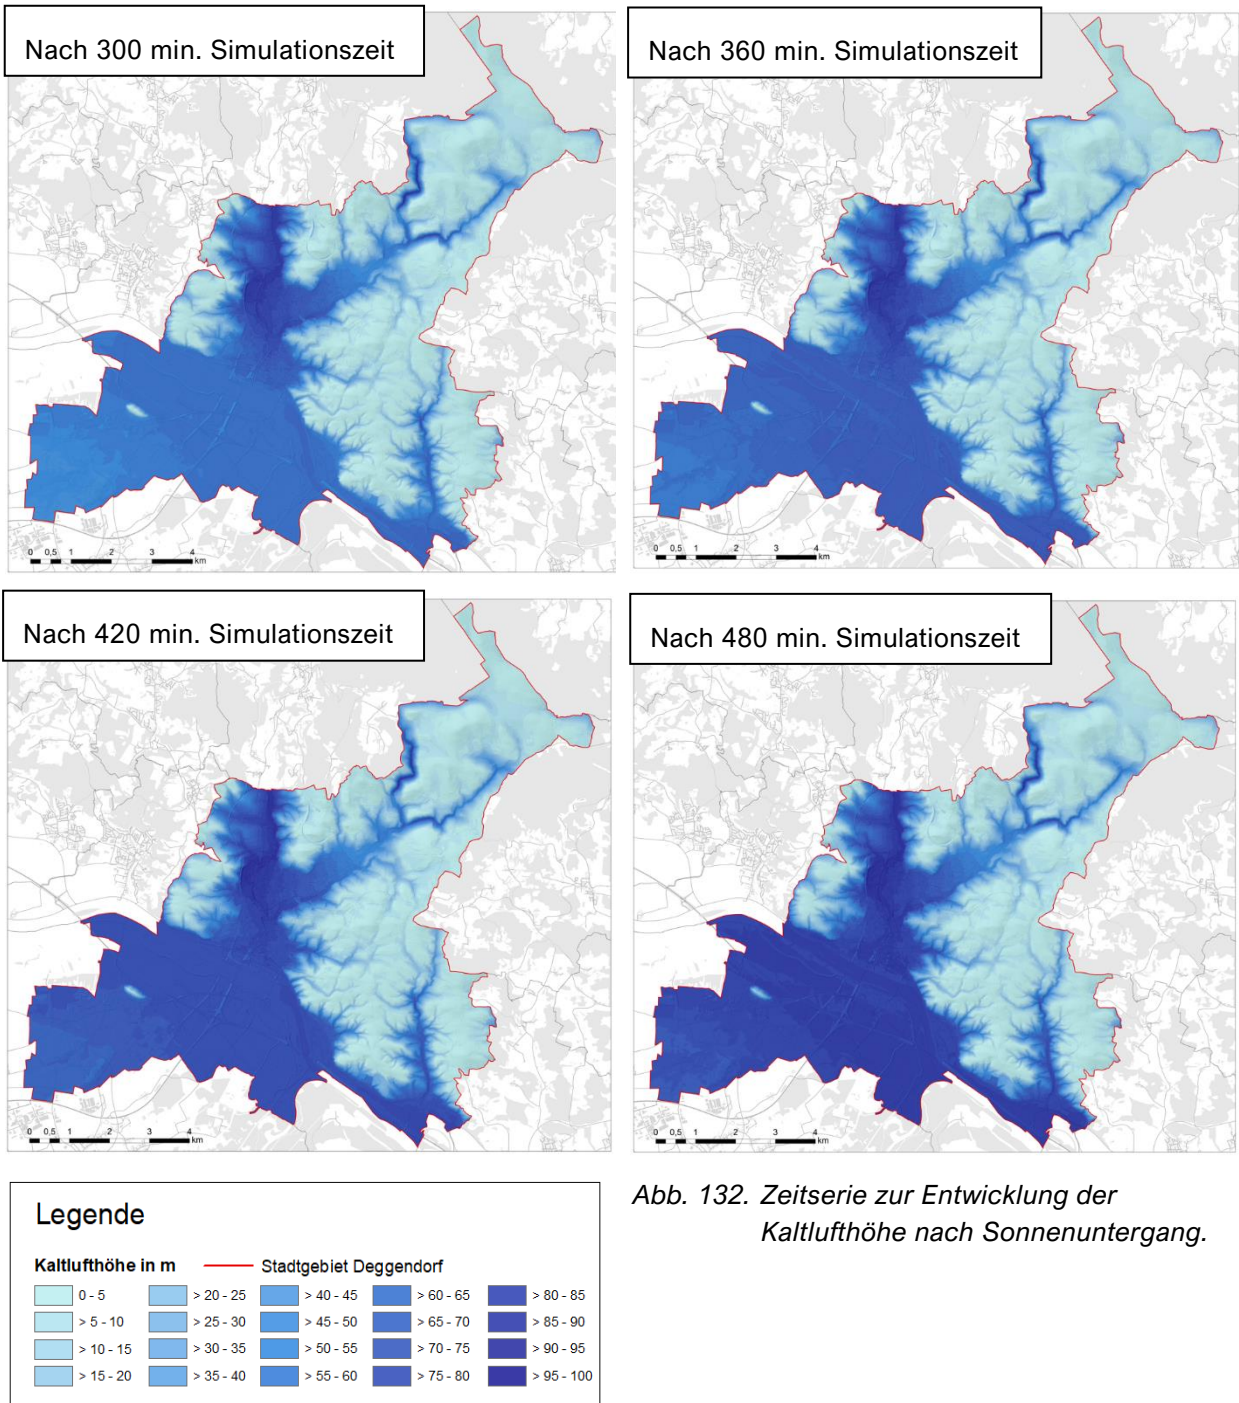 Nach 300 min. Simulationszeit
Nach 360 min. Simulationszeit
0 0,5 1 2 3 4
km
0 0,5 1 2 3 4
km
Nach 420 min. Simulationszeit
Nach 480 min. Simulationszeit
0 0,5 1 2 3 4
km
0 0,5 1 2 3 4
km
Abb. 132. Zeitserie zur Entwicklung der
Kaltlufthöhe nach Sonnenuntergang.
Legende
Kaltlufthöhe in m Stadtgebiet Deggendorf
0 - 5 > 20 - 25 > 40 - 45 > 60 - 65 > 80 - 85
> 5 - 10 > 25 - 30 > 45 - 50 > 65 - 70 > 85 - 90
> 10 - 15 > 30 - 35 > 50 - 55 > 70 - 75 > 90 - 95
> 15 - 20 > 35 - 40 > 55 - 60 > 75 - 80 > 95 - 100